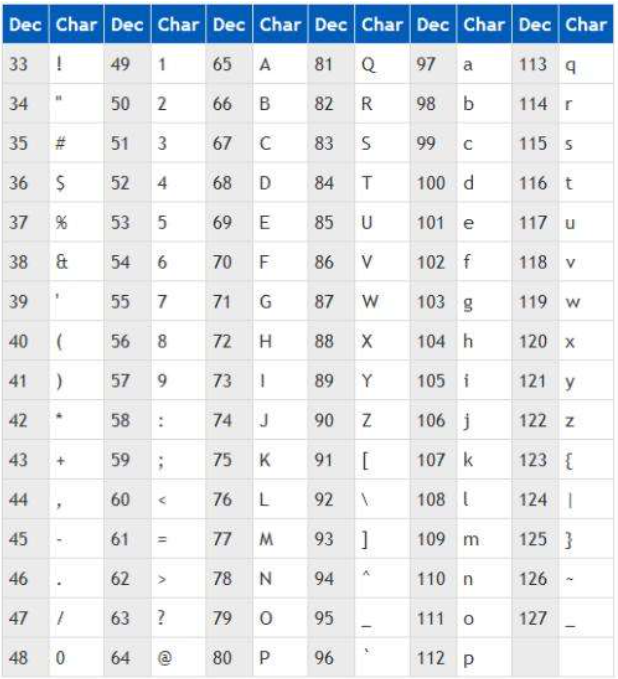 Dec Char Dec Char Dec Char Dec Char Dec Char Dec Char
33 ! 49 1 65 A 81 Q 97 a 113 q
34 " 50 2 66 B 82 R 98 b 114 r
35 # 51 3 67 C 83 S 99 c 115 s
36 $ 52 4 68 D 84 T 100 d 116 t
37 % 53 5 69 E 85 U 101 e 117 u
38 & 54 6 70 F 86 V 102 f 118 v
39 ' 55 7 71 G 87 W 103 g 119 w
40 ( 56 8 72 H 88 X 104 h 120 x
41 ) 57 9 73 I 89 Y 105 i 121 y
42 * 58 : 74 J 90 Z 106 j 122 z
43 + 59 ; 75 K 91 [ 107 k 123 {
44 , 60 < 76 L 92 \ 108 l 124 |
45 - 61 = 77 M 93 ] 109 m 125 }
46 . 62 > 78 N 94 ^ 110 n 126 ~
47 / 63 ? 79 O 95 _ 111 o 127 _
48 0 64 @ 80 P 96 ` 112 p